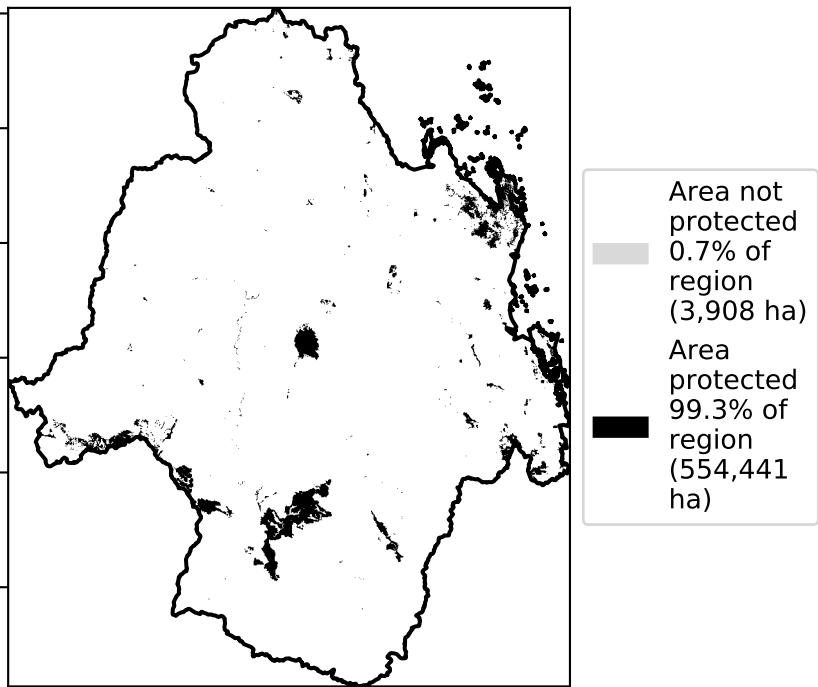 Area not
protected
0.7% of
region
(3,908 ha)
Area
protected
99.3% of
region
(554,441
ha)